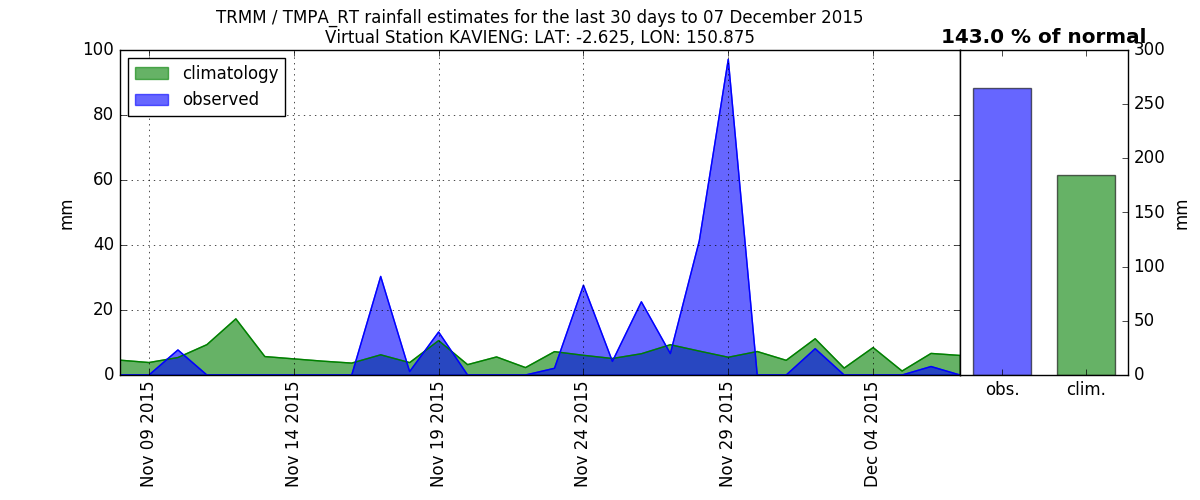 TRMM / TMPA_RT rainfall estimates for the last 30 days to 07 December 2015
Virtual Station KAVIENG: LAT: -2.625, LON: 150.875
143.0 % of normal
climatology
observed
mm
100
80
60
40
20
0
Nov 09 2015
Nov 14 2015
Nov 19 2015
Nov 24 2015
Nov 29 2015
Dec 04 2015
obs.
clim.
300
250
200
150
100
50
0
mm